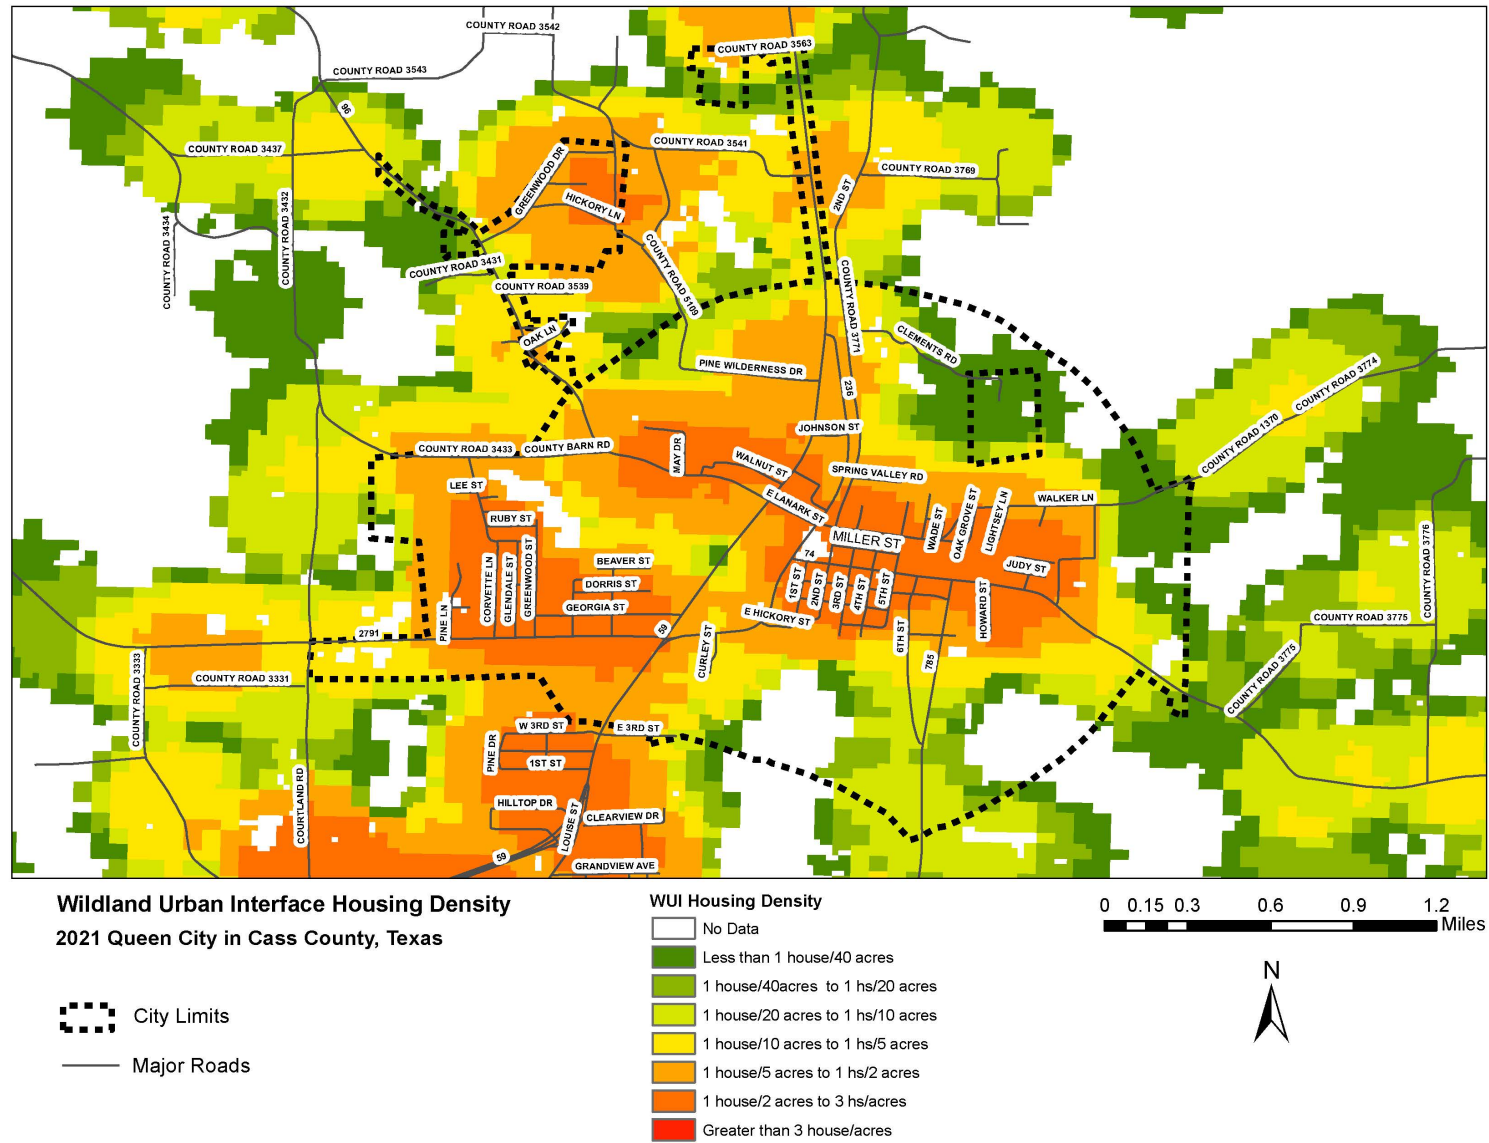 COUNTY ROAD 3542
COUNTY ROAD 3563
COUNTY ROAD 3543
96
COUNTY ROAD 3541
COUNTY ROAD 3437
COUNTY ROAD 3769
GREENWOOD DR
HICKORY LN
2ND ST
COUNTY ROAD 3432
COUNTY ROAD 3434
COUNTY ROAD 3431
COUNTY ROAD 3539
COUNTY ROAD 5109
COUNTY ROAD 3771
OAK LN
CLEMENTS RD
PINE WILDERNESS DR
236
COUNTY ROAD 3774
COUNTY ROAD 1370
JOHNSON ST
COUNTY ROAD 3433
COUNTY BARN RD
MAY DR
WALNUT ST
SPRING VALLEY RD
LEE ST
E LANARK ST
WALKER LN
RUBY ST
MILLER ST
WADE ST
OAK GROVE ST
LIGHTSEY LN
74
BEAVER ST
CORVETTE LN
GLENDALE ST
GREENWOOD ST
DORRIS ST
JUDY ST
1ST ST
2ND ST
3RD ST
4TH ST
5TH ST
COUNTY ROAD 3776
GEORGIA ST
PINE LN
E HICKORY ST
HOWARD ST
COUNTY ROAD 3775
2791
59
CURLEY ST
6TH ST
785
COUNTY ROAD 3333
COUNTY ROAD 3331
COUNTY ROAD 3775
W 3RD ST
E 3RD ST
PINE DR
1ST ST
COURTLAND RD
HILLTOP DR
LOUISE ST
CLEARVIEW DR
59
GRANDVIEW AVE
Wildland Urban Interface Housing Density
2021 Queen City in Cass County, Texas
City Limits
Major Roads
WUI Housing Density
No Data
Less than 1 house/40 acres
1 house/40acres to 1 hs/20 acres
1 house/20 acres to 1 hs/10 acres
1 house/10 acres to 1 hs/5 acres
1 house/5 acres to 1 hs/2 acres
1 house/2 acres to 3 hs/acres
Greater than 3 house/acres
0 0.15 0.3 0.6 0.9 1.2
Miles
N